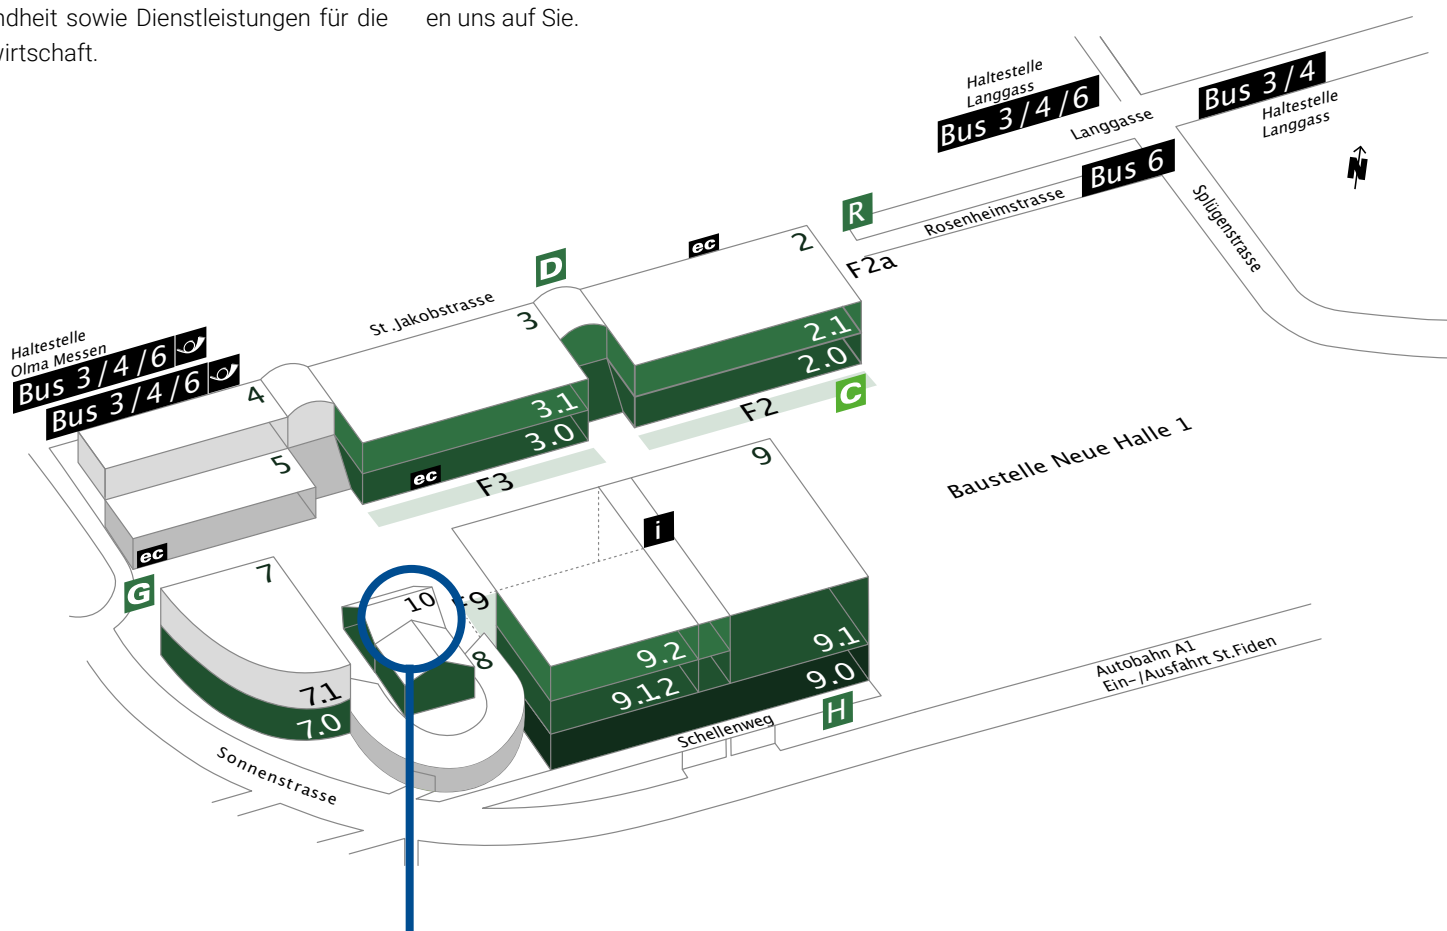 ndheit sowie Dienstleistungen für die
wirtschaft.
en uns auf Sie.
Haltestelle
Langgass
Bus 3/4/6
Bus 3/4
Haltestelle
Langgass
Langgasse
Bus 6
N
R
Rosenheimstrasse
Splügenstrasse
F2a
ec
2
D
St.Jakobstrasse
3
2.1
2.0
C
F2
Haltestelle
Olma Messen
Bus 3/4/6
Bus 3/4/6
4
3.1
3.0
ec
F3
5
ec
G
9
i
Baustelle Neue Halle 1
7
10
F9
8
7.1
7.0
9.2
9.1.2
9.1
9.0
H
Schellenweg
Sonnenstrasse
Autobahn A1
Ein-/Ausfahrt St.Fiden